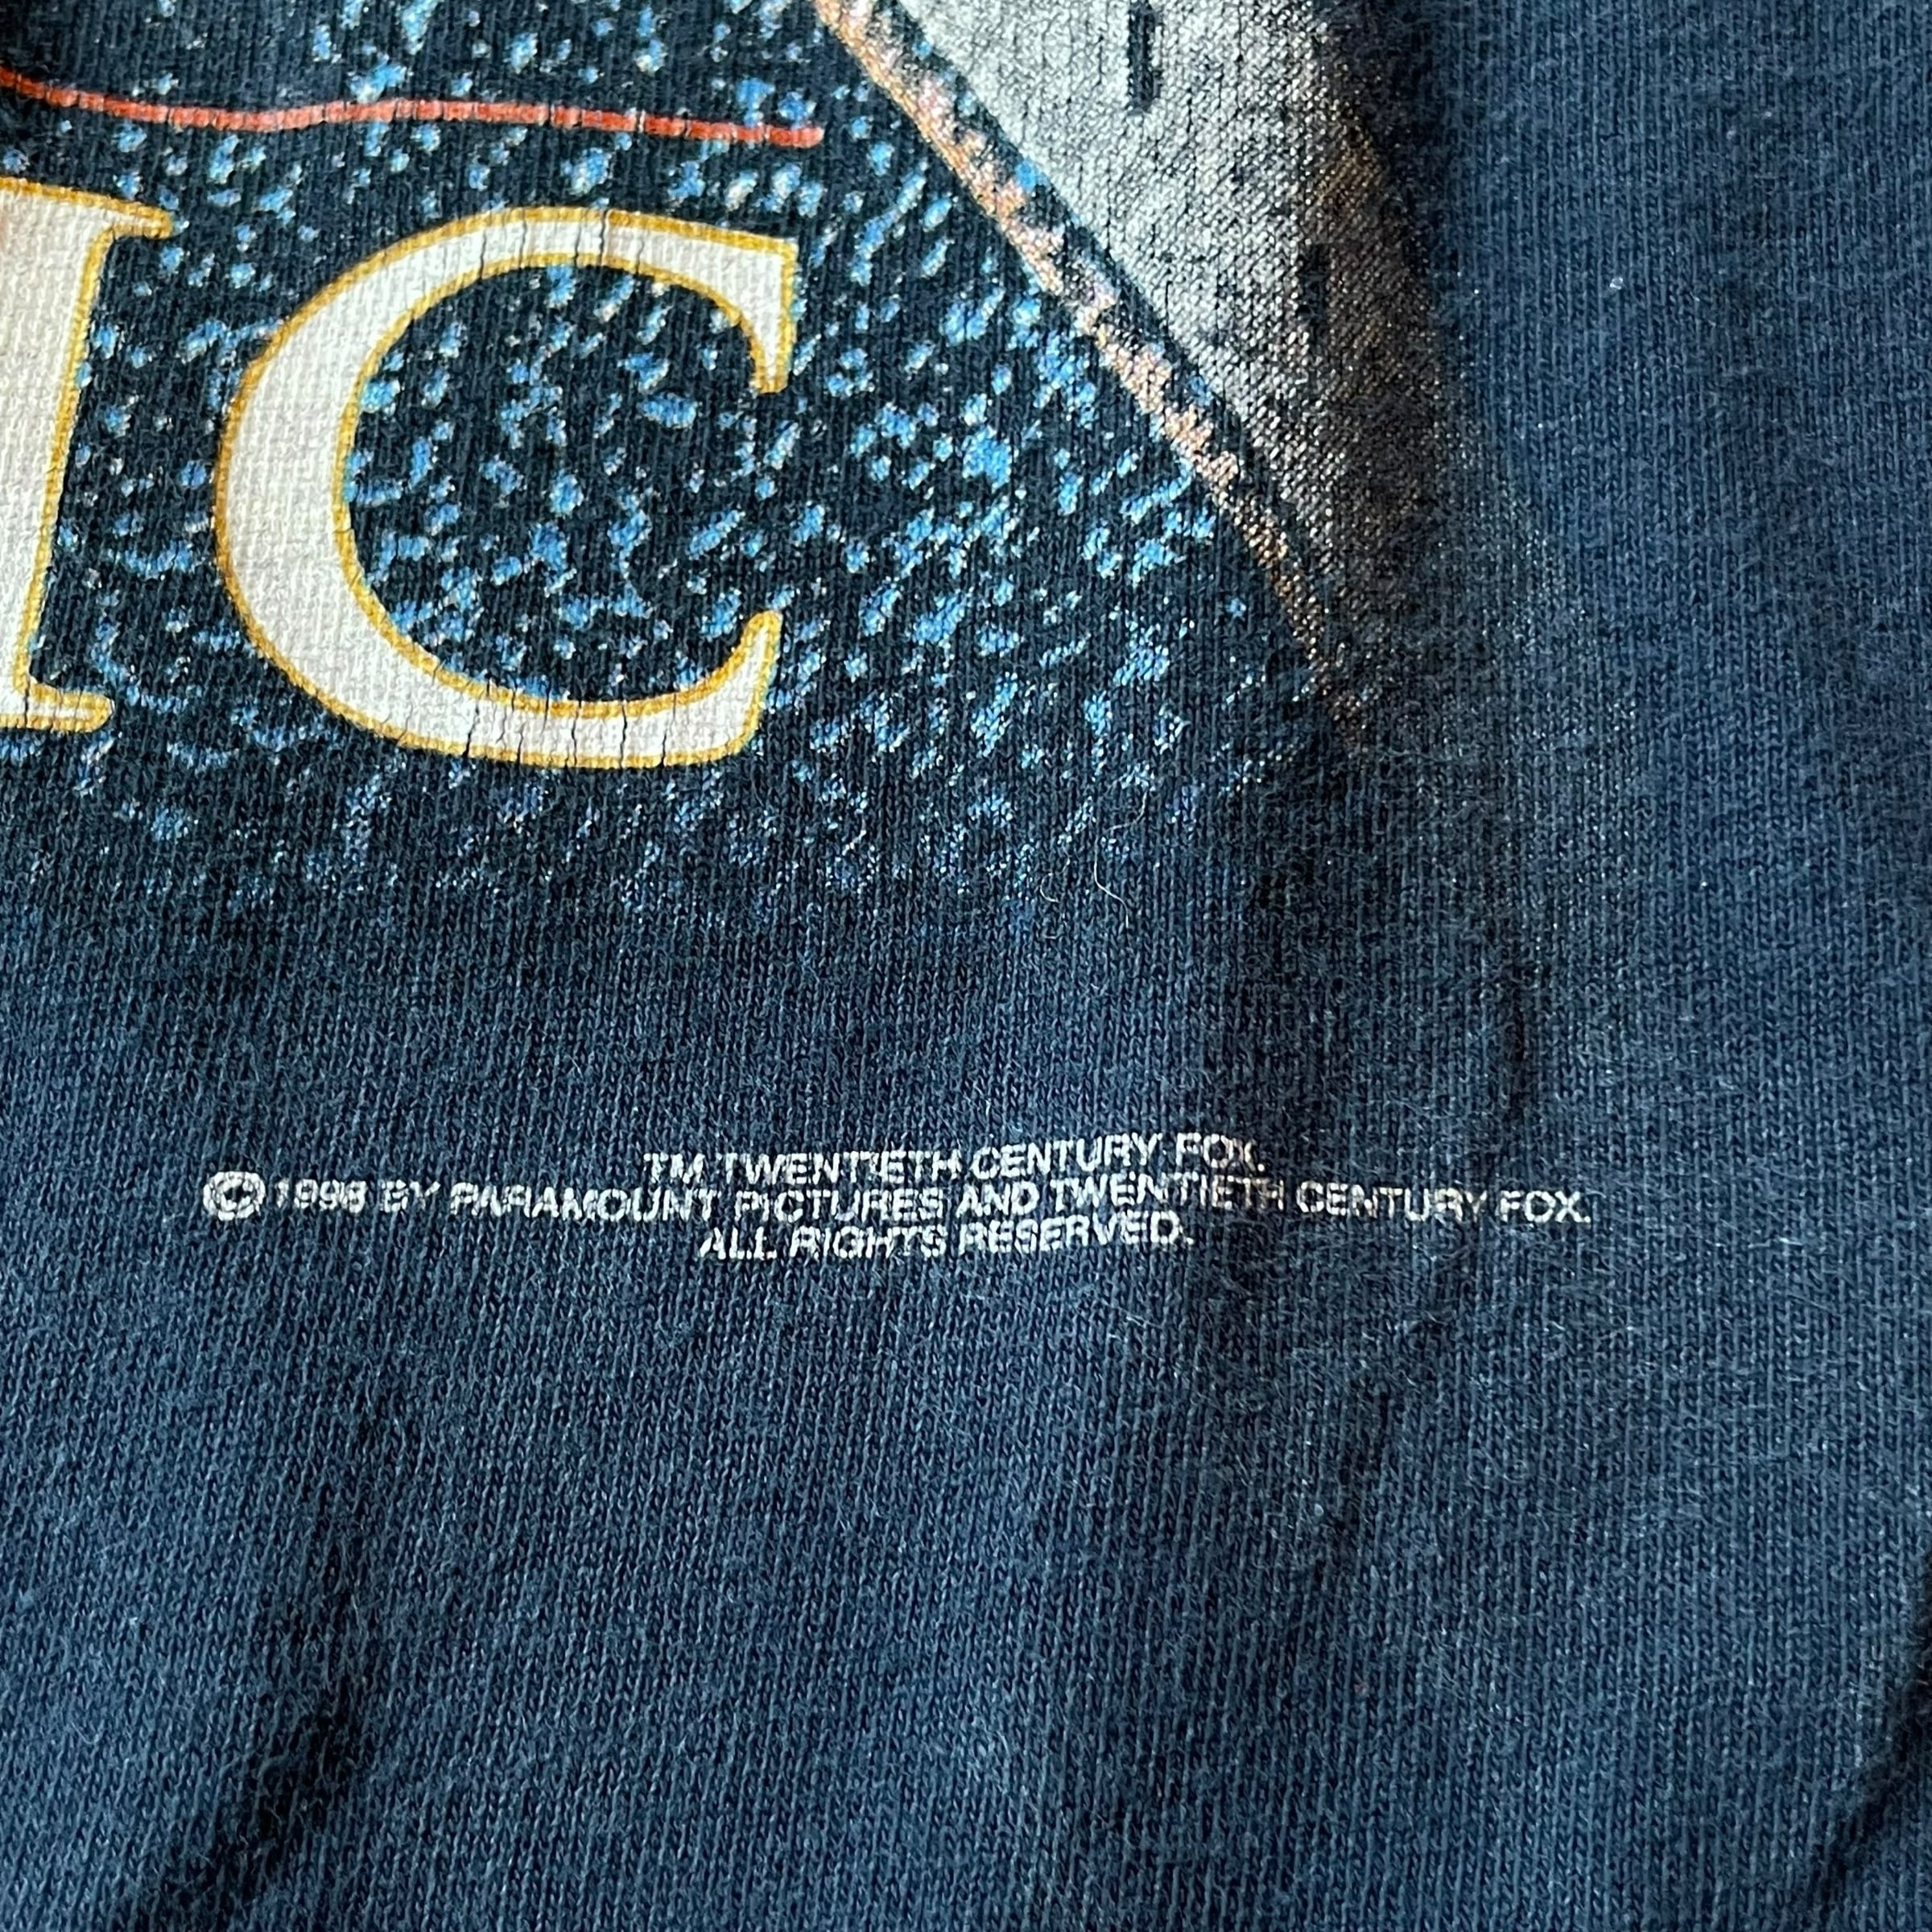 IC
TM TWENTIETH CENTURY FOX.
© 1998 BY PARAMOUNT PICTURES AND TWENTIETH CENTURY FOX.
ALL RIGHTS RESERVED.